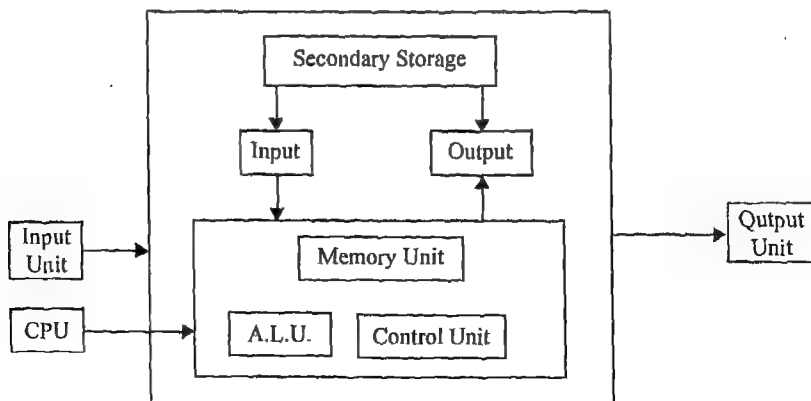 Secondary Storage
Input
Output
Input
Unit
Memory Unit
Qutput
Unit
CPU
A.L.U.
Control Unit